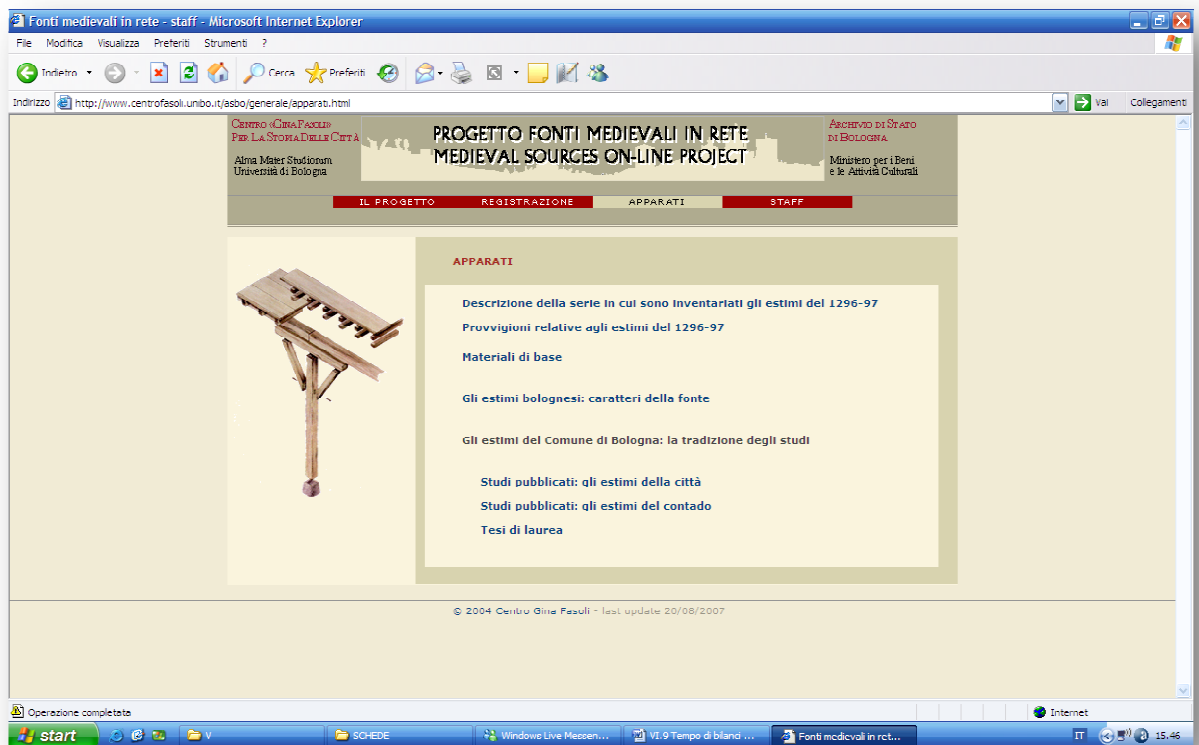 Fonti medievali in rete - staff - Microsoft Internet Explorer
File Modifica Visualizza Preferiti Strumenti ?
Indietro Cerca Preferiti
Indirizzo http://www.centrofasoli.unibo.it/asbo/generale/apparati.html Vai Collegamenti
Centro «Gina Fasoli»
Per La Storia Delle Città
Alma Mater Studiorum
Università di Bologna
PROGETTO FONTI MEDIEVALI IN RETE
MEDIEVAL SOURCES ON-LINE PROJECT
Archivio di Stato
di Bologna
Ministero per i Beni
e le Attività Culturali
IL PROGETTO REGISTRAZIONE APPARATI STAFF
APPARATI
Descrizione della serie in cui sono inventariati gli estimi del 1296-97
Provvigioni relative agli estimi del 1296-97
Materiali di base
Gli estimi bolognesi: caratteri della fonte
Gli estimi del Comune di Bologna: la tradizione degli studi
Studi pubblicati: gli estimi della città
Studi pubblicati: gli estimi del contado
Tesi di laurea
© 2004 Centro Gina Fasoli - last update 20/08/2007
Operazione completata Internet
start V SCHEDE Windows Live Messen... VI.9 Tempo di bilanci ... Fonti medievali in ret... IT 15.46